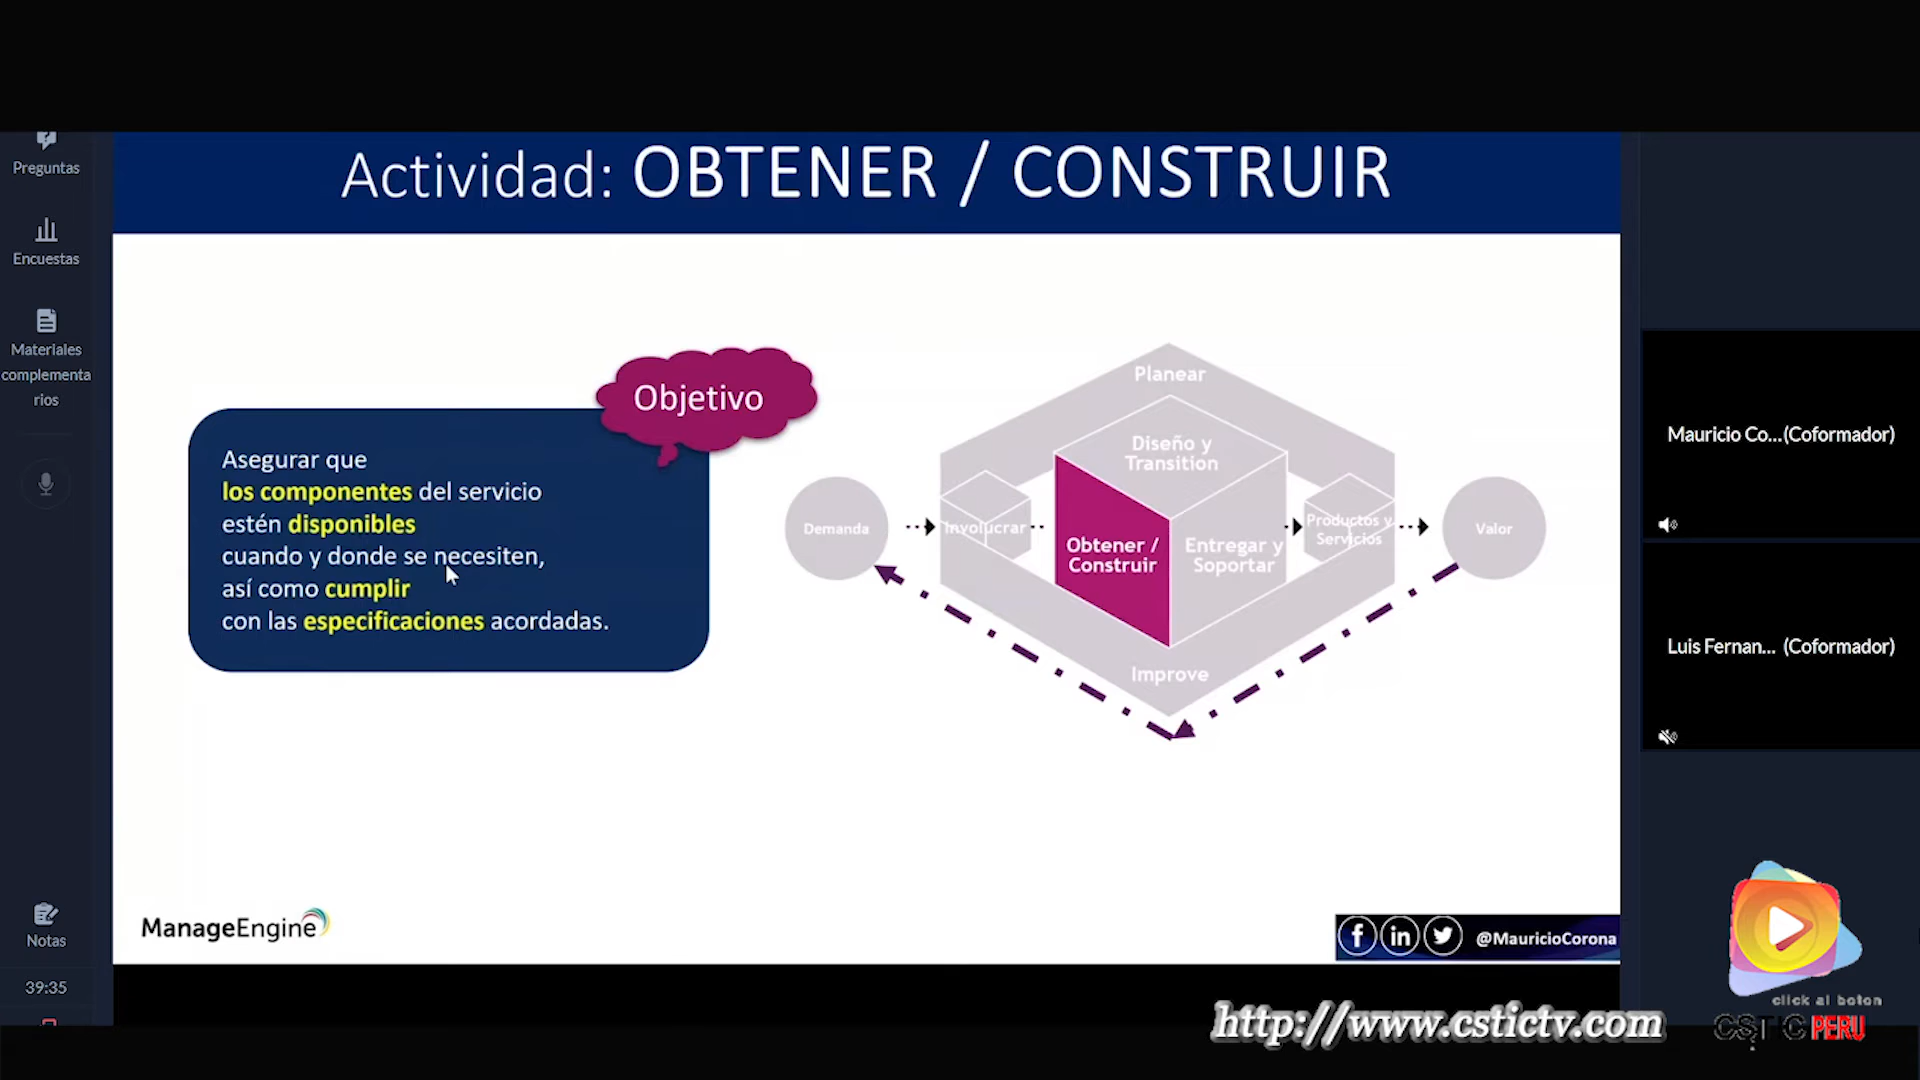 Actividad: OBTENER / CONSTRUIR
Preguntas
Encuestas
Materiales
complementa
rios
Objetivo
Asegurar que
los componentes del servicio
estén disponibles
cuando y donde se necesiten,
así como cumplir
con las especificaciones acordadas.
Planear
Diseño y
Transition
Demanda
Involucrar
Obtener /
Construir
Entregar y
Soportar
Productos y
Servicios
Valor
Improve
Mauricio Co...(Coformador)
Luis Fernan... (Coformador)
Notas
39:35
ManageEngine
@MauricioCorona
click al boton
http://www.cstictv.com
CSTIC PERU